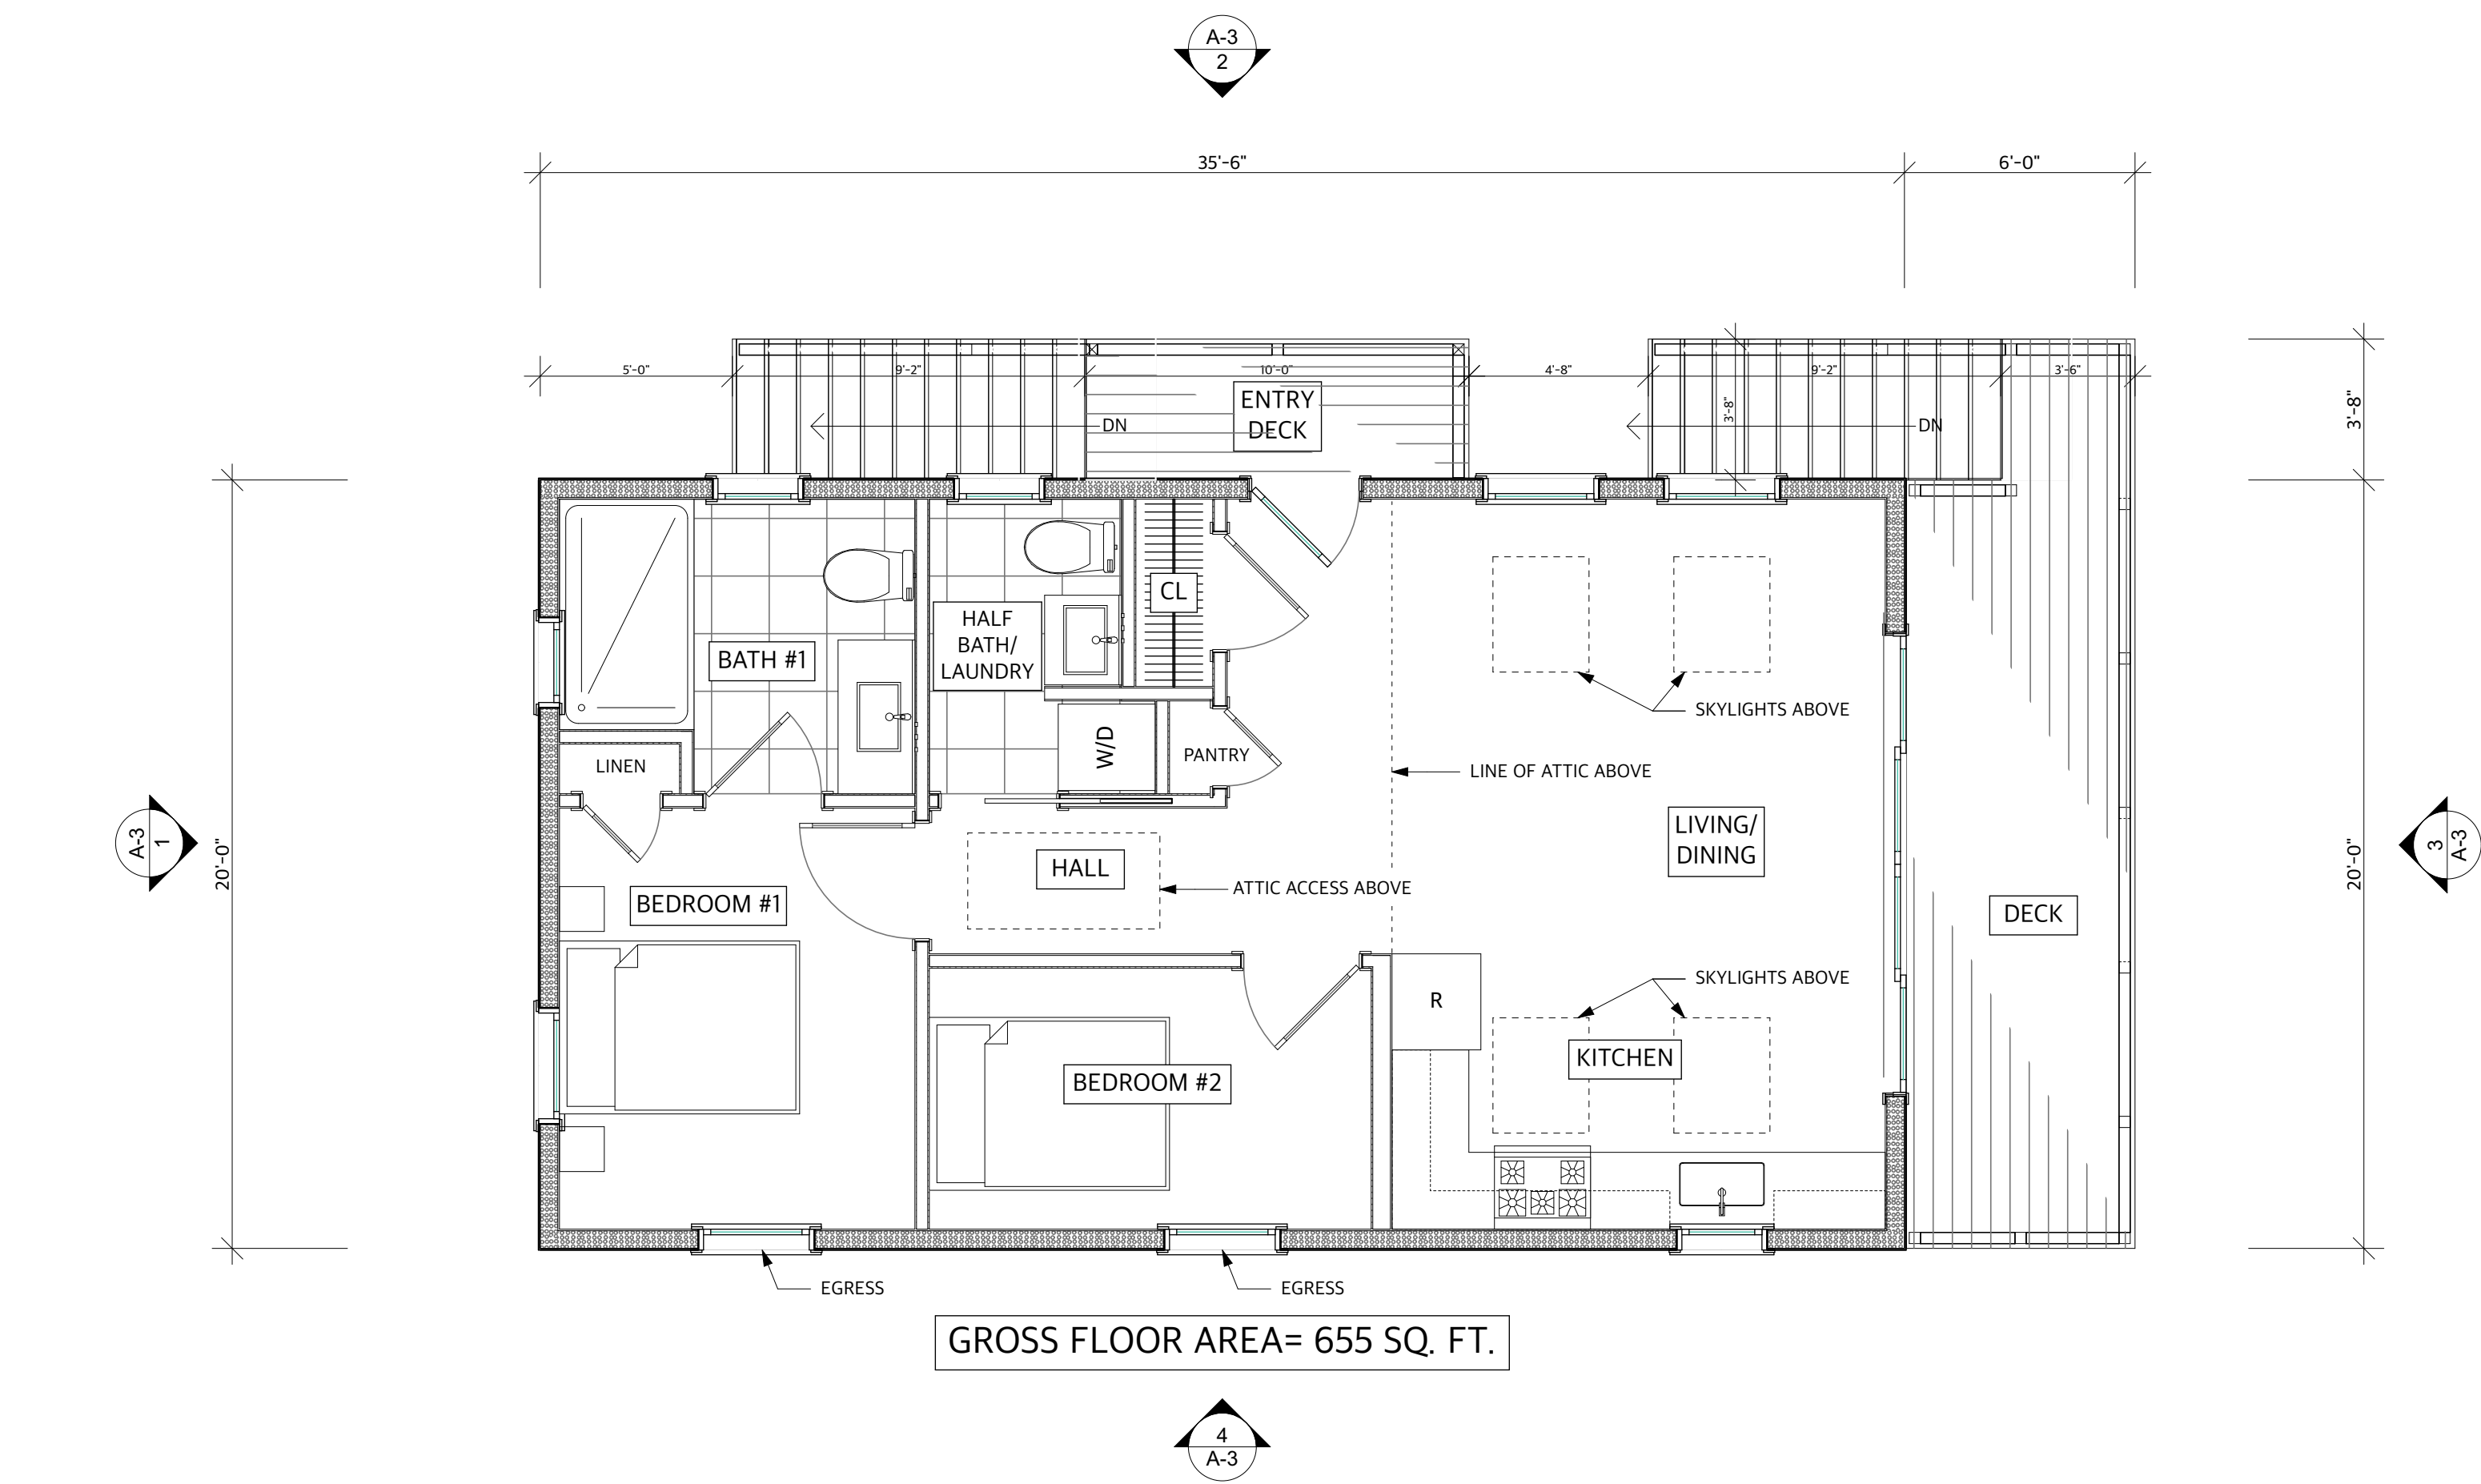 A-3
2
35'-6"
6'-0"
5'-0"
9'-2"
10'-0"
4'-8"
9'-2"
3'-6"
3'-8"
3'-8"
ENTRY
DECK
DN
DN
CL
HALF
BATH/
LAUNDRY
BATH #1
SKYLIGHTS ABOVE
W/D
PANTRY
LINEN
LINE OF ATTIC ABOVE
LIVING/
DINING
A-3
1
20'-0"
20'-0"
3
A-3
HALL
ATTIC ACCESS ABOVE
BEDROOM #1
DECK
SKYLIGHTS ABOVE
R
KITCHEN
BEDROOM #2
EGRESS
EGRESS
GROSS FLOOR AREA= 655 SQ. FT.
4
A-3